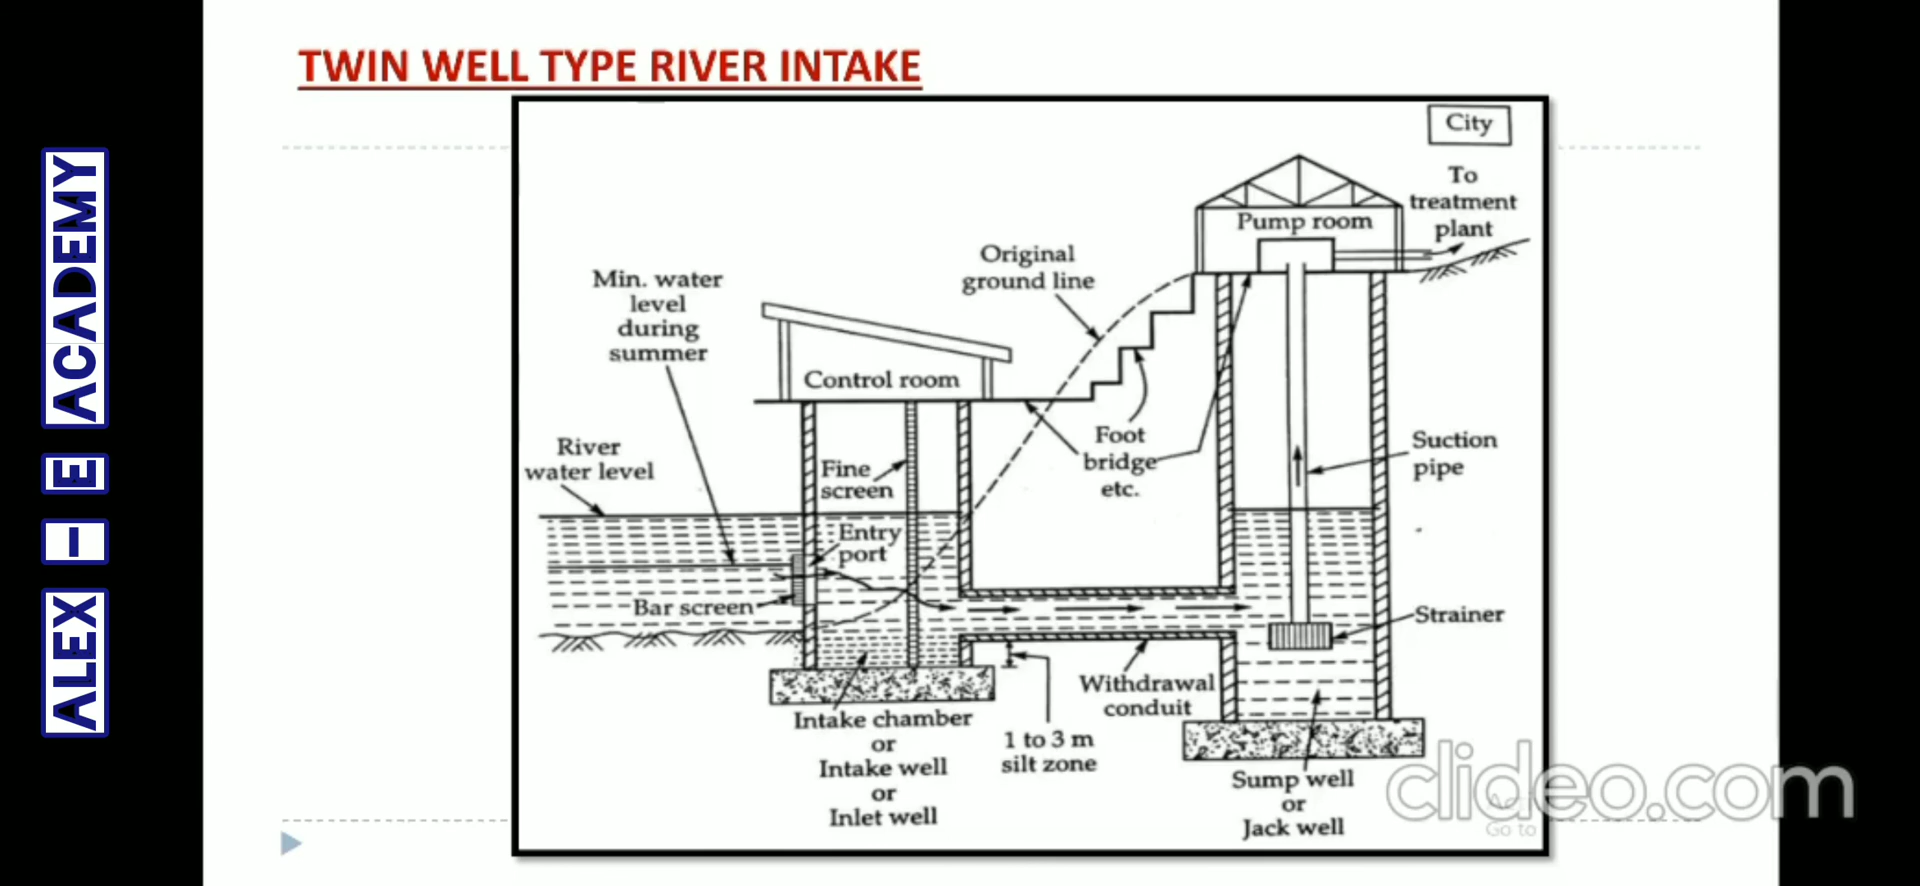 TWIN WELL TYPE RIVER INTAKE
ALEX – E ACADEMY
City
To
treatment
plant
Pump room
Original
ground line
Min. water
level
during
summer
Control room
River
water level
Fine
screen
Foot
bridge
etc.
Suction
pipe
Entry
port
Bar screen
Strainer
Withdrawal
conduit
Intake chamber
or
Intake well
or
Inlet well
1 to 3 m
silt zone
Sump well
or
Jack well
clideo.com
Go to